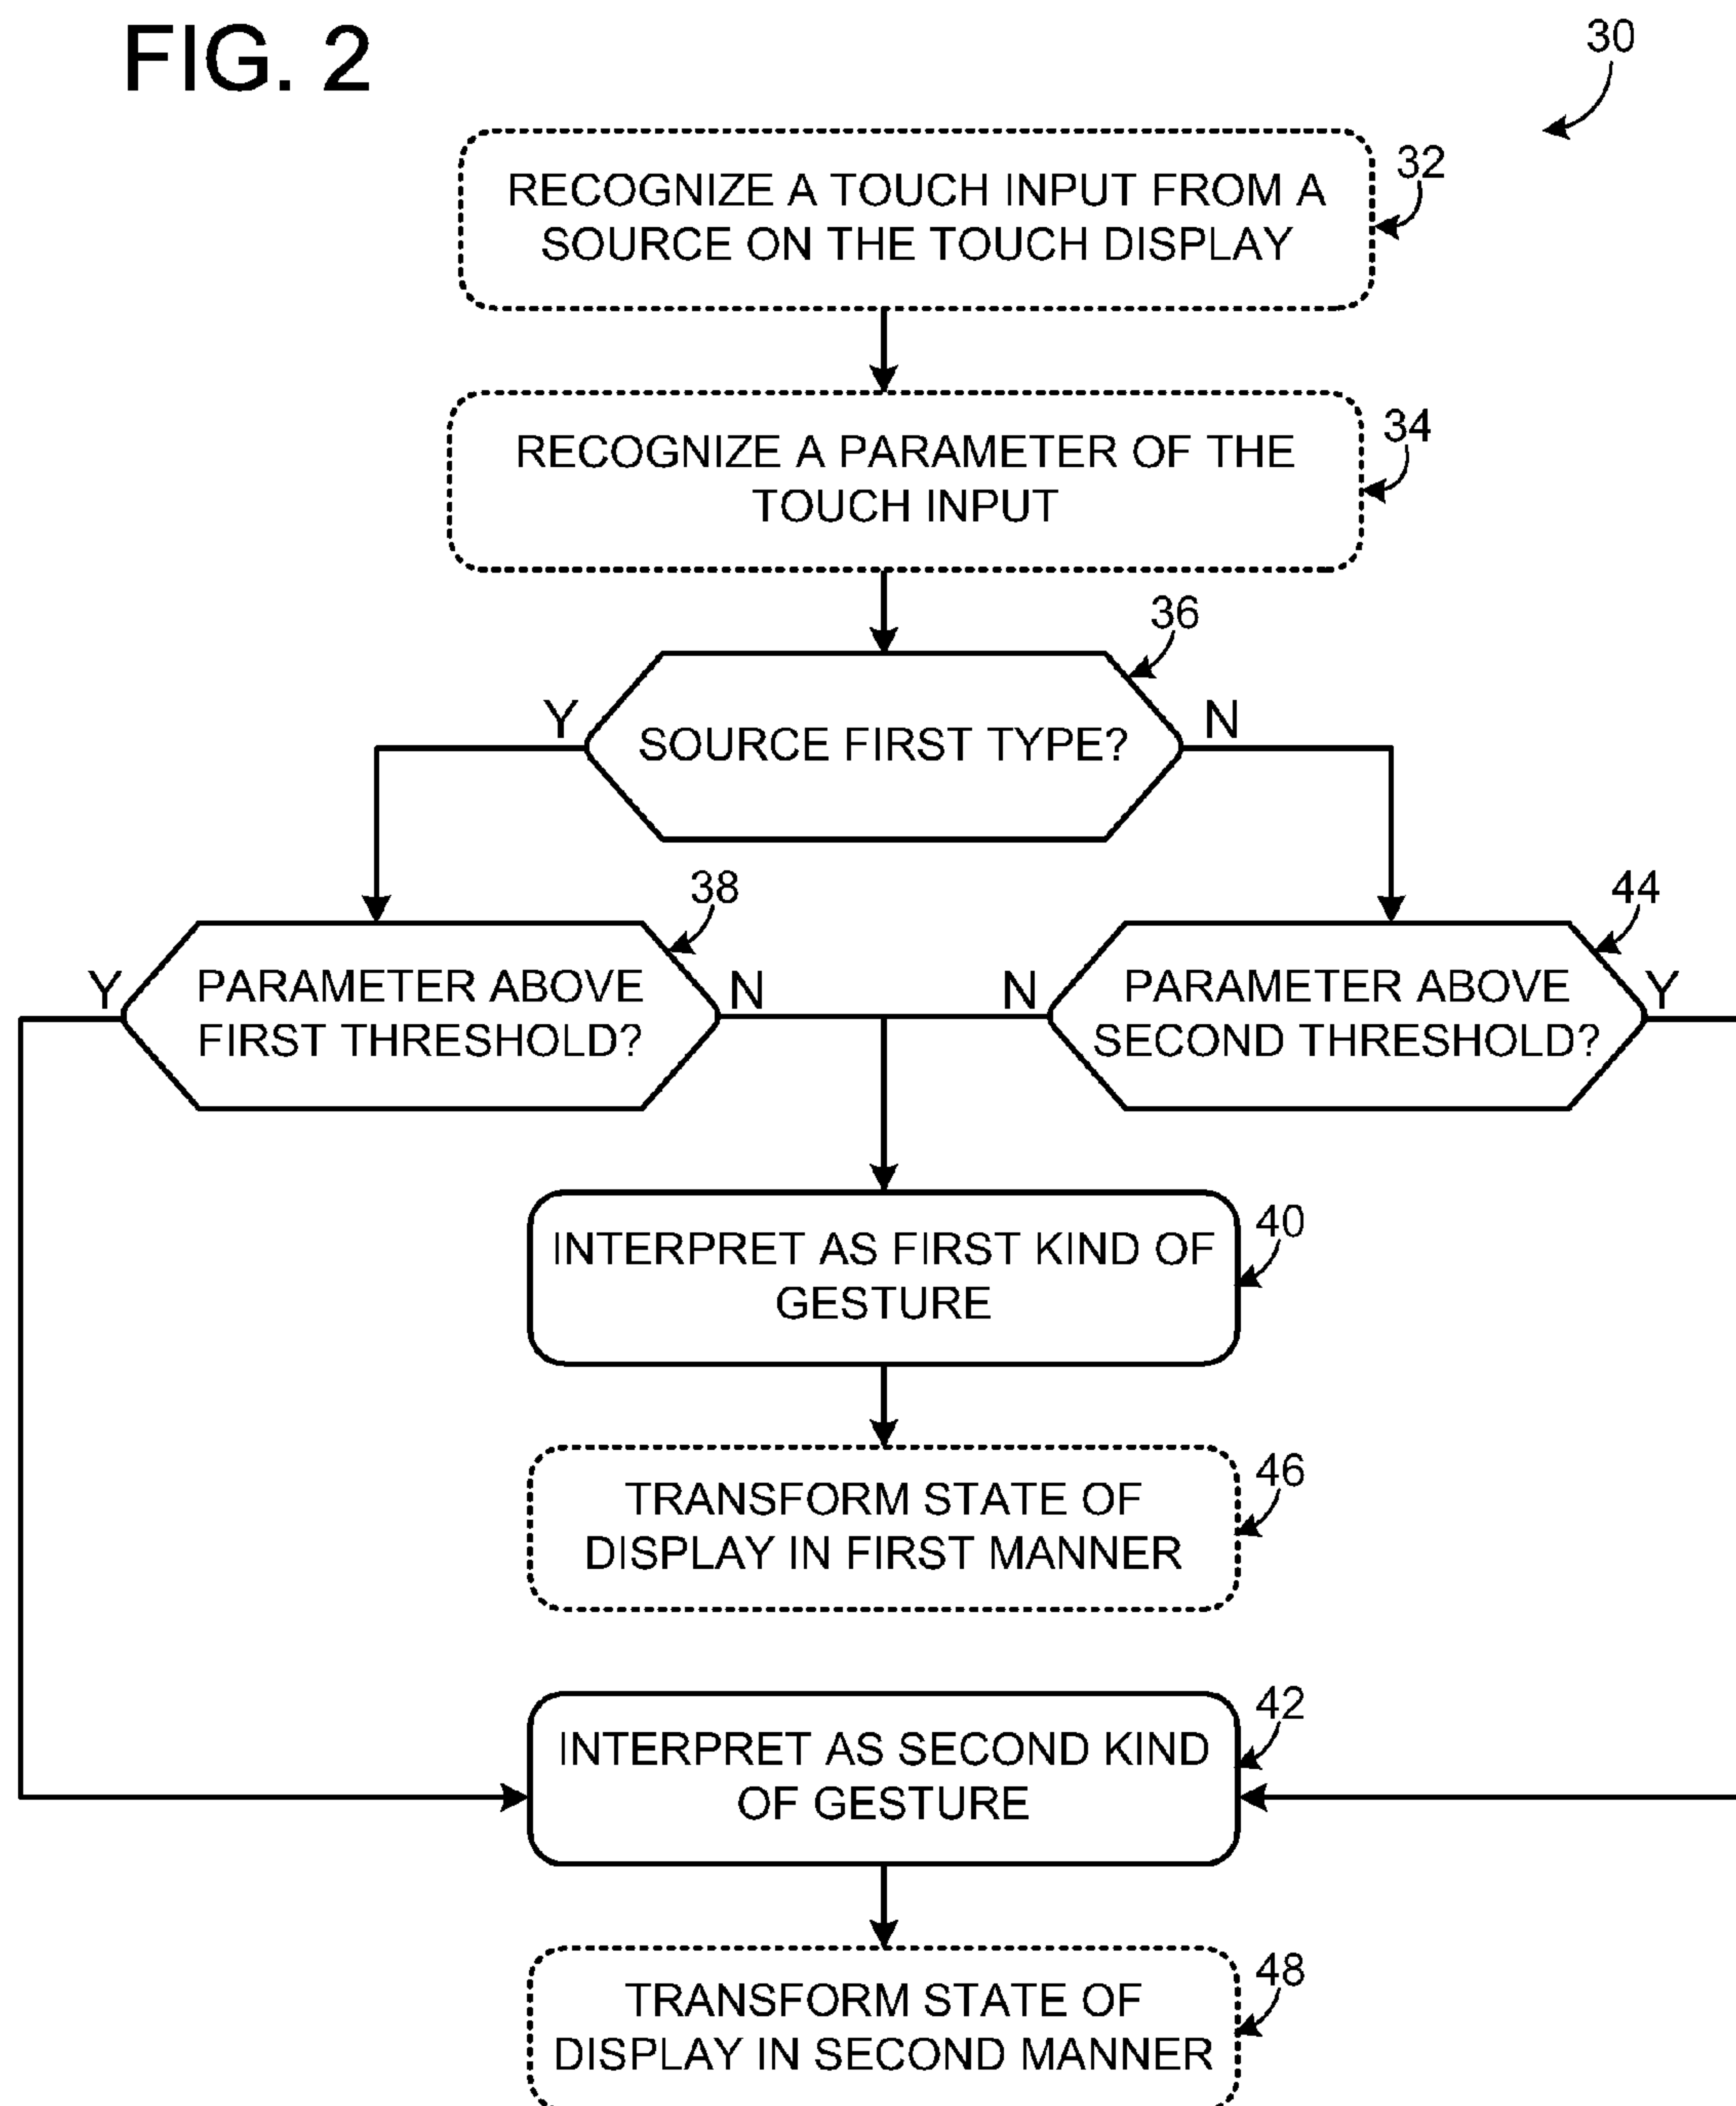 FIG. 2
30
RECOGNIZE A TOUCH INPUT FROM A
SOURCE ON THE TOUCH DISPLAY
32
RECOGNIZE A PARAMETER OF THE
TOUCH INPUT
34
36
Y
SOURCE FIRST TYPE?
N
38
Y
PARAMETER ABOVE
FIRST THRESHOLD?
N
44
N
PARAMETER ABOVE
SECOND THRESHOLD?
Y
INTERPRET AS FIRST KIND OF
GESTURE
40
TRANSFORM STATE OF
DISPLAY IN FIRST MANNER
46
INTERPRET AS SECOND KIND
OF GESTURE
42
TRANSFORM STATE OF
DISPLAY IN SECOND MANNER
48